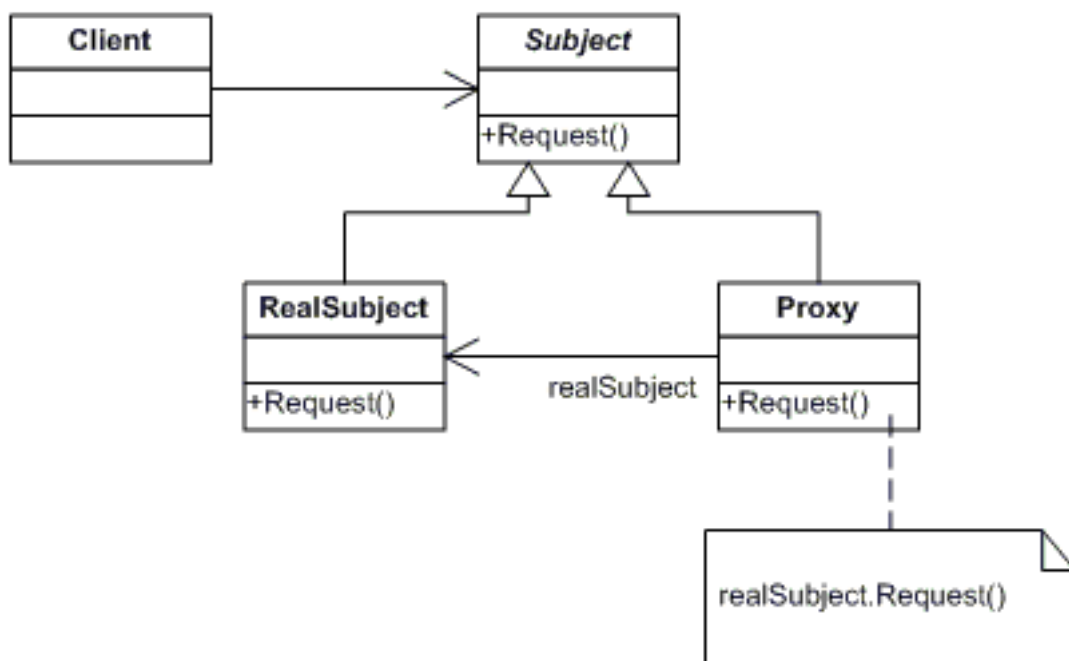 Client
Subject
+Request()
RealSubject
Proxy
realSubject
+Request()
+Request()
realSubject.Request()